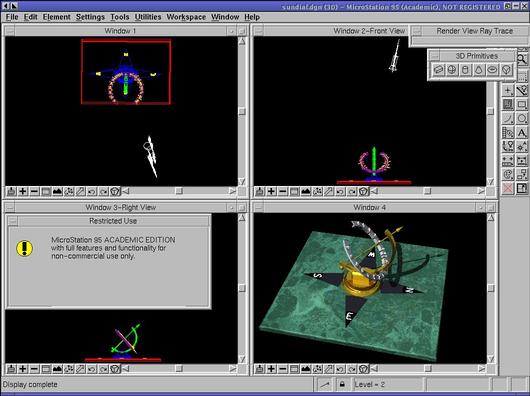 sundial.dgn (3D) - MicroStation 95 (Academic), NOT REGISTERED
File Edit Element Settings Tools Utilities Workspace Window Help
Window 1
Window 2-Front View
Render View Ray Trace
3D Primitives
Window 3-Right View
Window 4
Restricted Use
MicroStation 95 ACADEMIC EDITION
with full features and functionality for
non-commercial use only.
W
S
N
E
Display complete
Level = 2